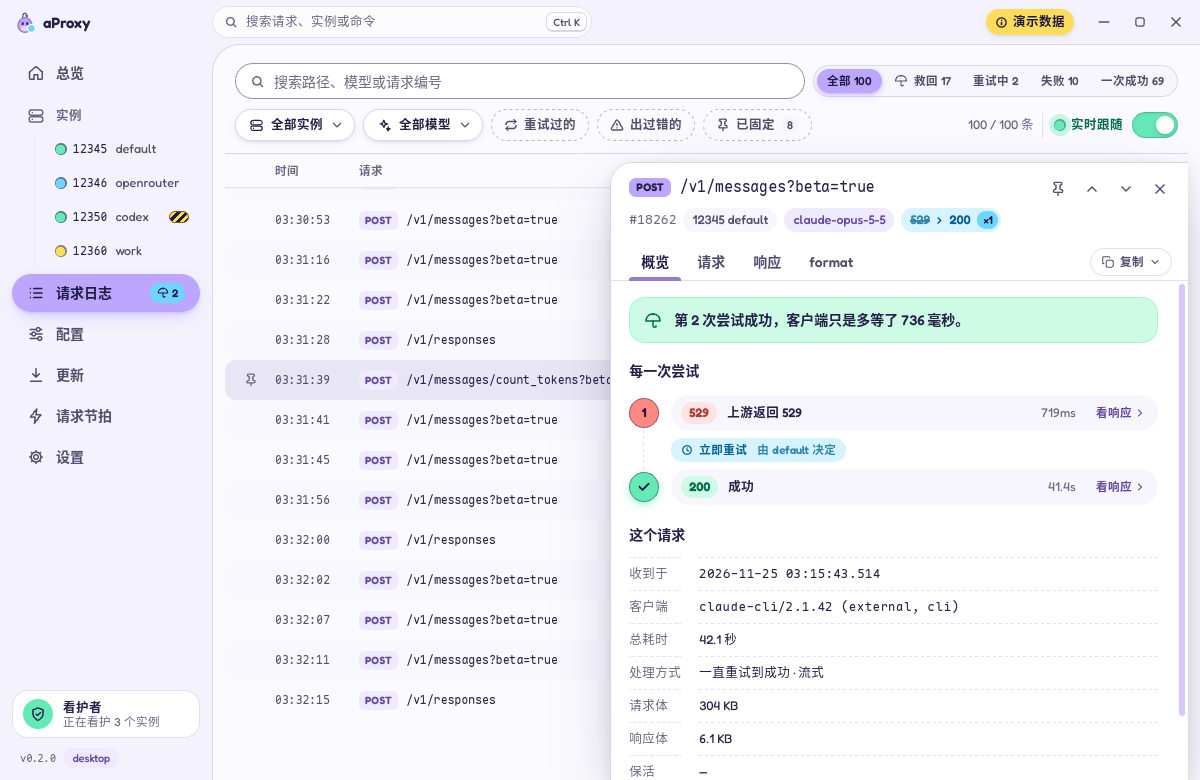 aProxy
搜索请求、实例或命令
Ctrl K
演示数据
总览
实例
12345 default
12346 openrouter
12350 codex
12360 work
请求日志 2
配置
更新
请求节拍
设置
看护者
正在看护 3 个实例
v0.2.0 desktop
搜索路径、模型或请求编号
全部 100 救回 17 重试中 2 失败 10 一次成功 69
全部实例 全部模型 重试过的 出过错的 已固定 8
100 / 100 条 实时跟随
时间 请求
03:30:53 POST /v1/messages?beta=true
03:31:16 POST /v1/messages?beta=true
03:31:22 POST /v1/messages?beta=true
03:31:28 POST /v1/responses
03:31:39 POST /v1/messages/count_tokens?beta
03:31:41 POST /v1/messages?beta=true
03:31:45 POST /v1/messages?beta=true
03:31:56 POST /v1/messages?beta=true
03:32:00 POST /v1/responses
03:32:02 POST /v1/messages?beta=true
03:32:07 POST /v1/messages?beta=true
03:32:11 POST /v1/messages?beta=true
03:32:15 POST /v1/responses
POST /v1/messages?beta=true
#18262 12345 default claude-opus-5-5 529 › 200 ×1
概览 请求 响应 format
复制
第 2 次尝试成功，客户端只是多等了 736 毫秒。
每一次尝试
1 529 上游返回 529 719ms 看响应
立即重试 由 default 决定
200 成功 41.4s 看响应
这个请求
收到于 2026-11-25 03:15:43.514
客户端 claude-cli/2.1.42 (external, cli)
总耗时 42.1 秒
处理方式 一直重试到成功 · 流式
请求体 304 KB
响应体 6.1 KB
保活 —